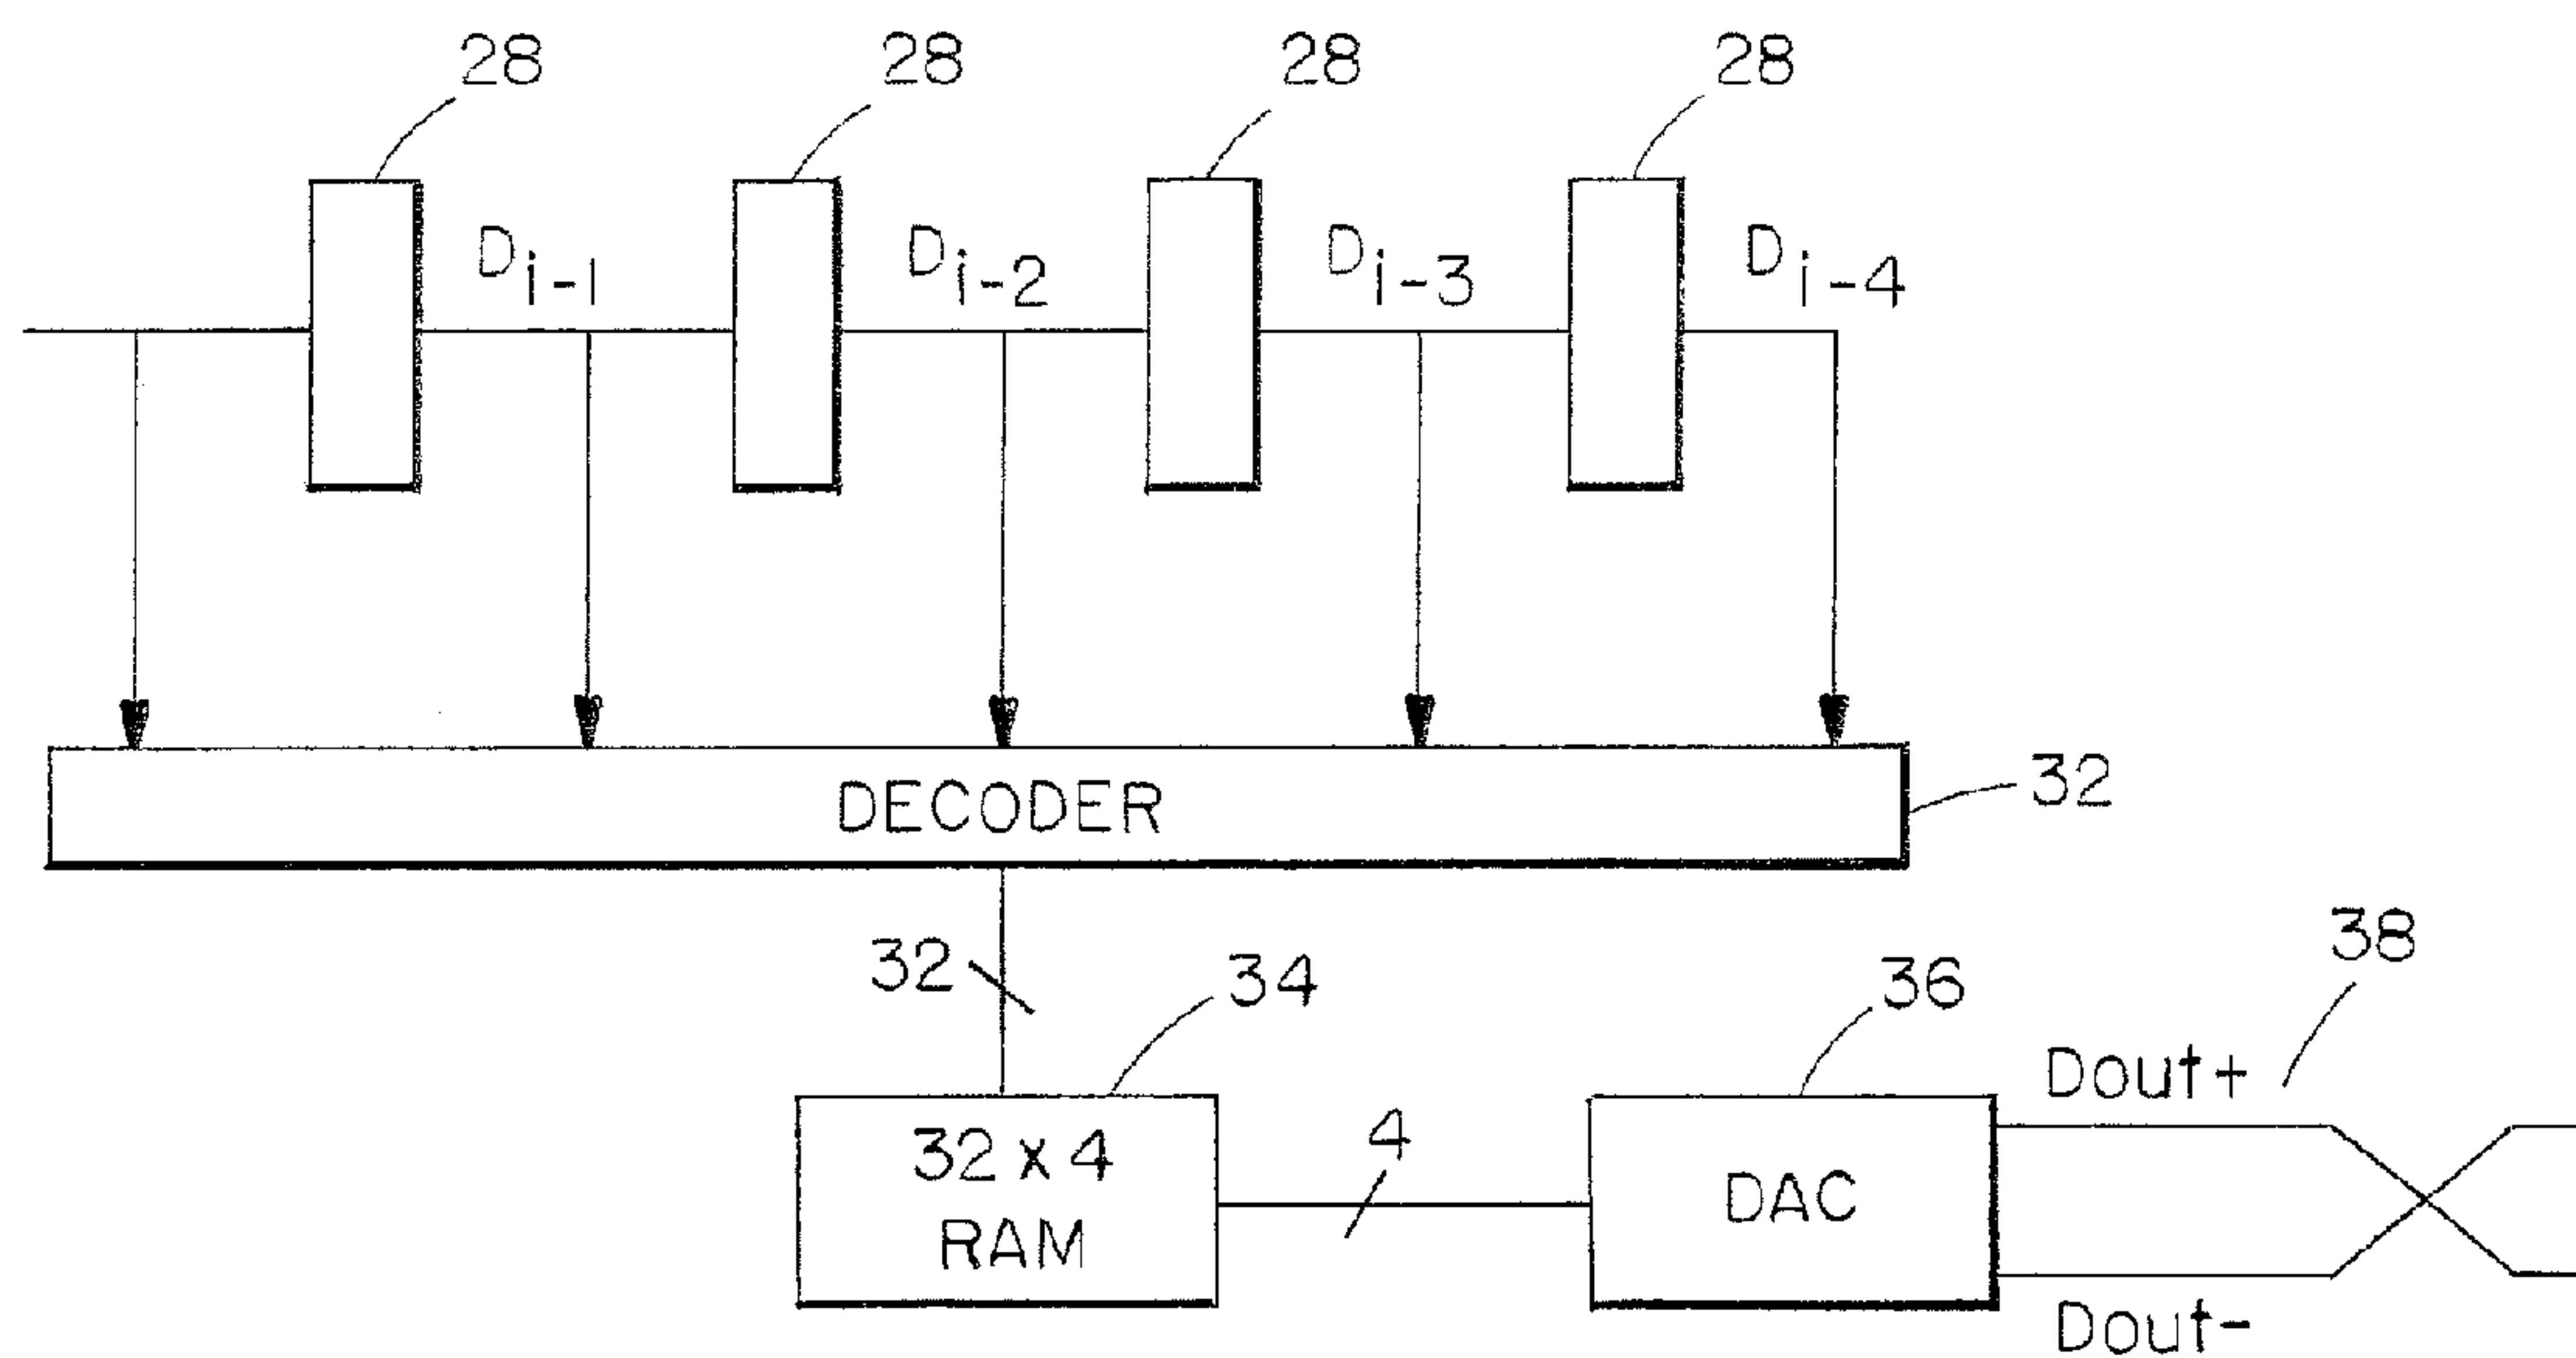 28 28 28 28
Di-1 Di-2 Di-3 Di-4
DECODER 32
32 34 36 38
Dout+
32 x 4
RAM
4
DAC
Dout-